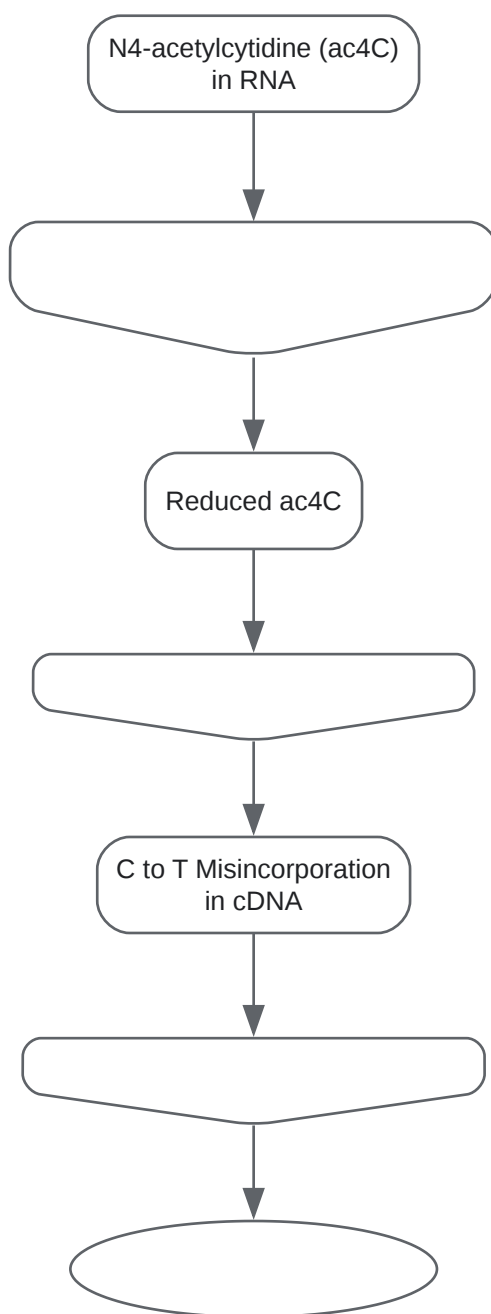 N4-acetylcytidine (ac4C)
in RNA
Reduced ac4C
C to T Misincorporation
in cDNA